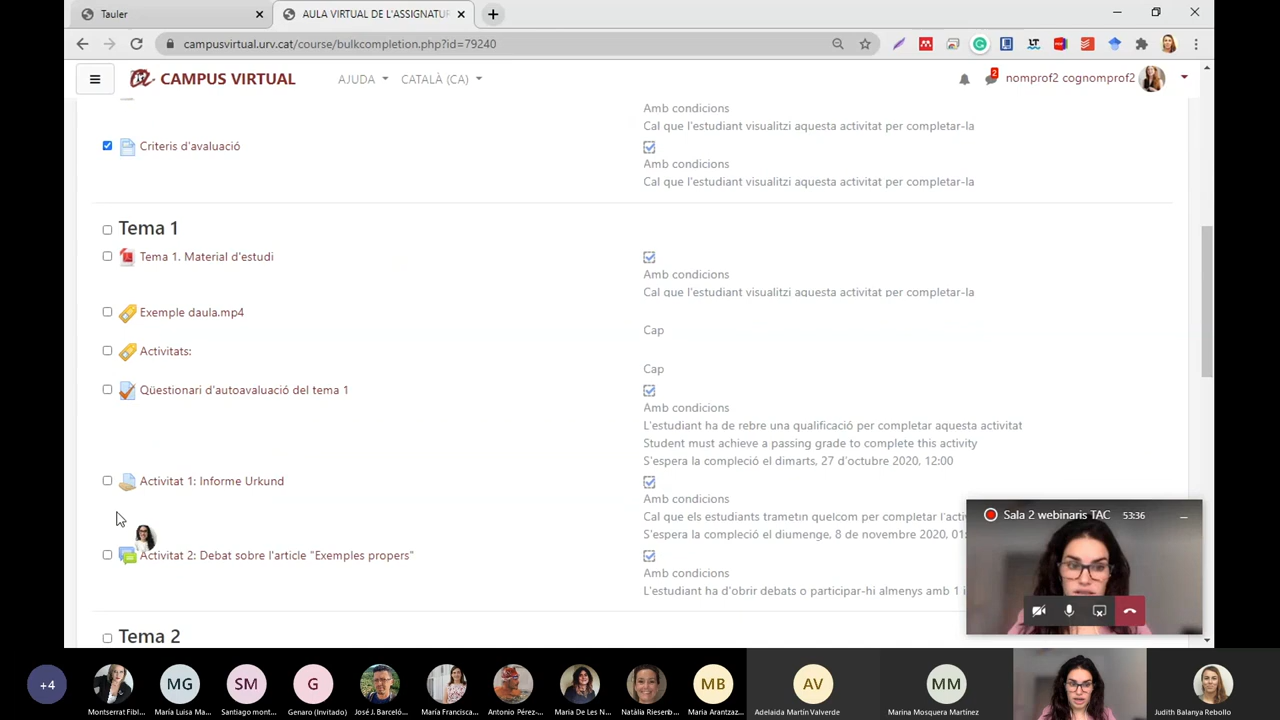 Tauler
AULA VIRTUAL DE L'ASSIGNATUR
campusvirtual.urv.cat/course/bulkcompletion.php?id=79240
CAMPUS VIRTUAL
AJUDA
CATALÀ (CA)
2
nomprof2 cognomprof2
Amb condicions
Cal que l'estudiant visualitzi aquesta activitat per completar-la
Criteris d'avaluació
Amb condicions
Cal que l'estudiant visualitzi aquesta activitat per completar-la
Tema 1
Tema 1. Material d'estudi
Amb condicions
Cal que l'estudiant visualitzi aquesta activitat per completar-la
Exemple daula.mp4
Cap
Activitats:
Cap
Qüestionari d'autoavaluació del tema 1
Amb condicions
L'estudiant ha de rebre una qualificació per completar aquesta activitat
Student must achieve a passing grade to complete this activity
S'espera la compleció el dimarts, 27 d'octubre 2020, 12:00
Activitat 1: Informe Urkund
Amb condicions
Cal que els estudiants trametin quelcom per completar l'activ
S'espera la compleció el diumenge, 8 de novembre 2020, 01:
Activitat 2: Debat sobre l'article "Exemples propers"
Amb condicions
L'estudiant ha d'obrir debats o participar-hi almenys amb 1 i
Tema 2
Sala 2 webinaris TAC
53:36
+4
MG
SM
G
MB
AV
MM
Montserrat Fibl...
María Luisa Ma...
Santiago mont...
Genaro (Invitado)
José J. Barceló...
María Francisca...
Antonio Pérez-...
Maria De Les N...
Natàlia Riesenb...
Maria Arantzaz...
Adelaida Martín Valverde
Marina Mosquera Martínez
Judith Balanya Rebollo